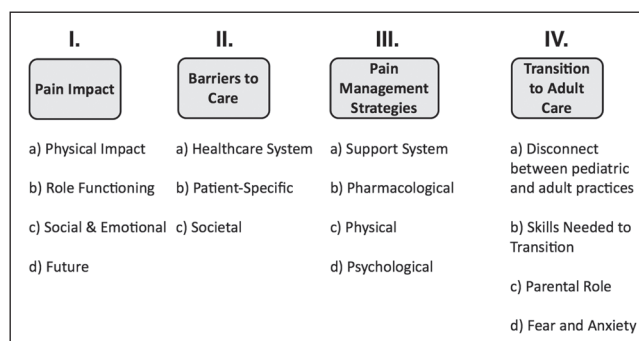 I.
Pain Impact
a) Physical Impact
b) Role Functioning
c) Social & Emotional
d) Future
II.
Barriers to
Care
a) Healthcare System
b) Patient-Specific
c) Societal
III.
Pain
Management
Strategies
a) Support System
b) Pharmacological
c) Physical
d) Psychological
IV.
Transition
to Adult
Care
a) Disconnect
between pediatric
and adult practices
b) Skills Needed to
Transition
c) Parental Role
d) Fear and Anxiety